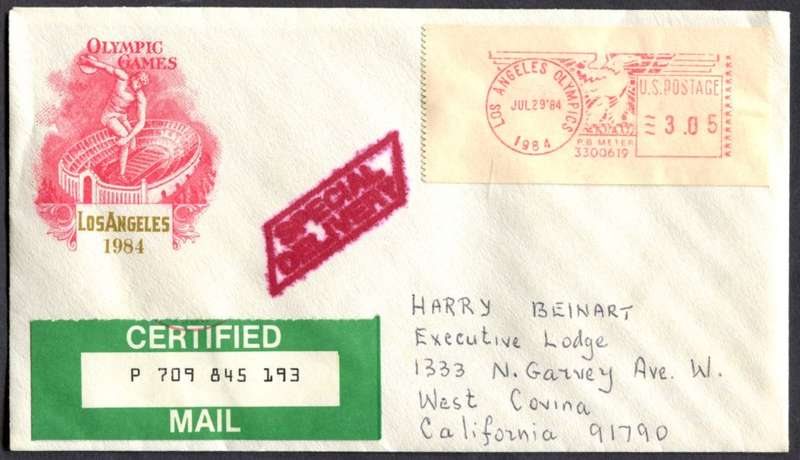 OLYMPIC
GAMES
LOS ANGELES
1984
LOS ANGELES OLYMPICS
JUL 29 '84
1984
P.B. METER
3300619
U.S. POSTAGE
3.05
SPECIAL
DELIVERY
CERTIFIED
P 709 845 193
MAIL
HARRY BEINART
Executive Lodge
1333 N. Garvey Ave. W.
West Covina
California 91790